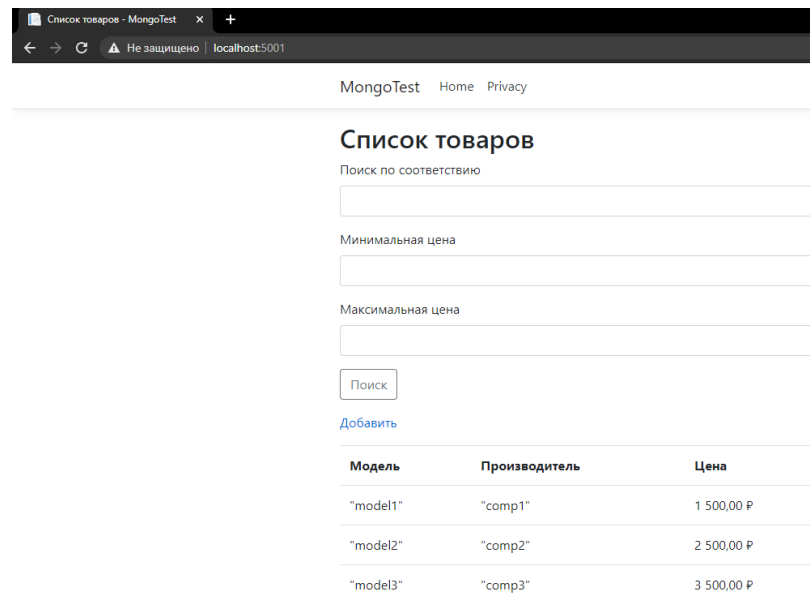 Список товаров - MongoTest
Не защищено | localhost:5001
MongoTest Home Privacy
Список товаров
Поиск по соответствию
Минимальная цена
Максимальная цена
Поиск
Добавить
Модель Производитель Цена
"model1" "comp1" 1 500,00 ₽
"model2" "comp2" 2 500,00 ₽
"model3" "comp3" 3 500,00 ₽